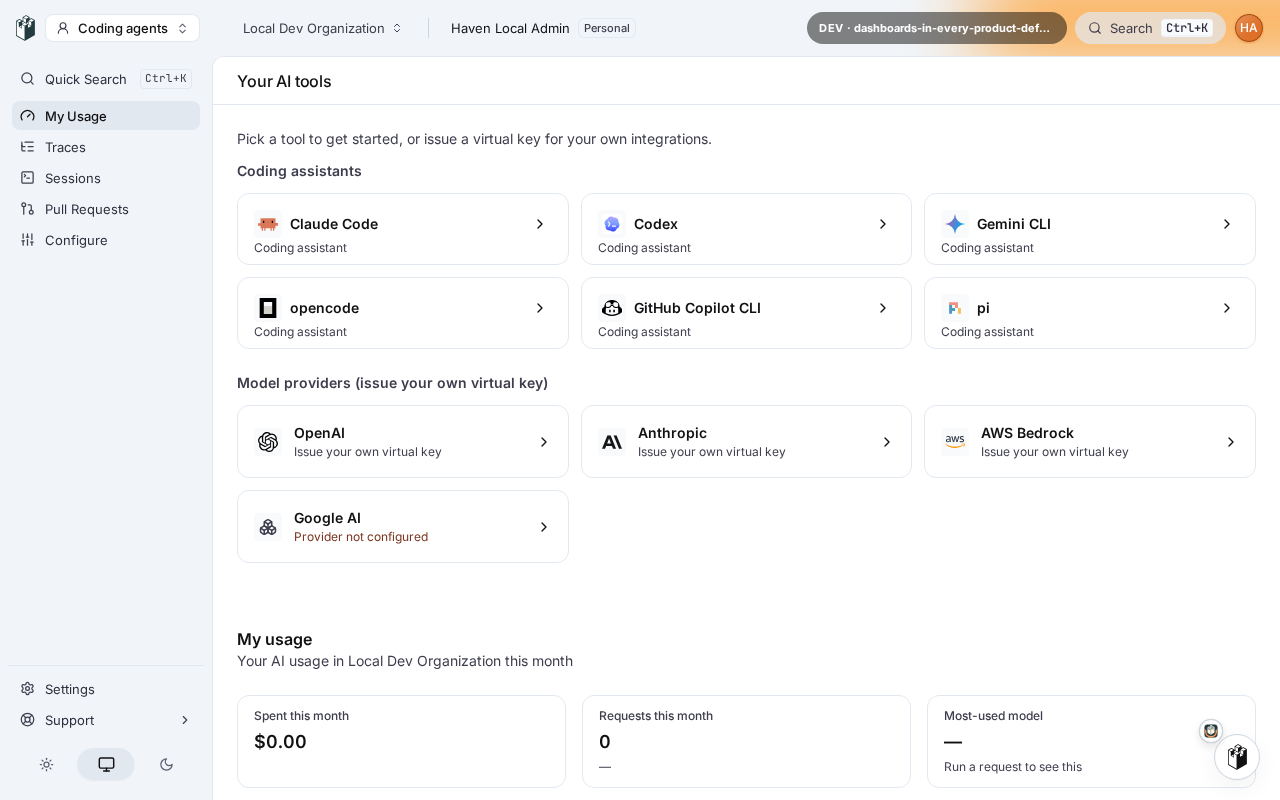 Coding agents
Local Dev Organization
Haven Local Admin
Personal
DEV · dashboards-in-every-product-def...
Search
Ctrl+K
HA
Quick Search
Ctrl+K
My Usage
Traces
Sessions
Pull Requests
Configure
Settings
Support
Your AI tools
Pick a tool to get started, or issue a virtual key for your own integrations.
Coding assistants
Claude Code
Coding assistant
Codex
Coding assistant
Gemini CLI
Coding assistant
opencode
Coding assistant
GitHub Copilot CLI
Coding assistant
pi
Coding assistant
Model providers (issue your own virtual key)
OpenAI
Issue your own virtual key
Anthropic
Issue your own virtual key
aws
AWS Bedrock
Issue your own virtual key
Google AI
Provider not configured
My usage
Your AI usage in Local Dev Organization this month
Spent this month
$0.00
Requests this month
0
—
Most-used model
—
Run a request to see this